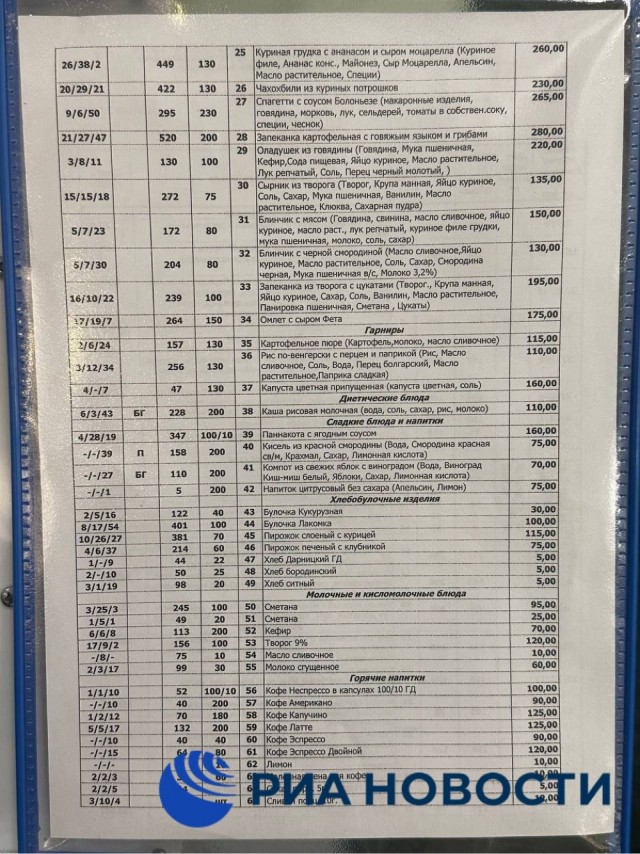 26/38/2 449 130 25 Куриная грудка с ананасом и сыром моцарелла (Куриное 260,00
филе, Ананас конс., Майонез, Сыр Моцарелла, Апельсин,
Масло растительное, Специи)
20/29/21 422 130 26 Чахохбили из куриных потрошков 230,00
9/6/50 295 230 27 Спагетти с соусом Болоньезе (макаронные изделия, 265,00
говядина, морковь, лук, сельдерей, томаты в собствен.соку,
специи, чеснок)
21/27/47 520 200 28 Запеканка картофельная с говяжьим языком и грибами 280,00
3/8/11 130 100 29 Оладушек из говядины (Говядина, Мука пшеничная, 220,00
Кефир,Сода пищевая, Яйцо куриное, Масло растительное,
Лук репчатый, Соль, Перец черный молотый, )
15/15/18 272 75 30 Сырник из творога (Творог, Крупа манная, Яйцо куриное, 135,00
Соль, Сахар, Мука пшеничная, Ванилин, Масло
растительное, Клюква, Сахарная пудра)
5/7/23 172 80 31 Блинчик с мясом (Говядина, свинина, масло сливочное, яйцо 150,00
куриное, масло раст., лук репчатый, куриное филе грудки,
мука пшеничная, молоко, соль, сахар)
5/7/30 204 80 32 Блинчик с черной смородиной (Масло сливочное,Яйцо 130,00
куриное, Масло растительное, Соль, Сахар, Смородина
черная, Мука пшеничная в/с, Молоко 3,2%)
16/10/22 239 100 33 Запеканка из творога с цукатами (Творог., Крупа манная, 195,00
Яйцо куриное, Сахар, Соль, Ванилин, Масло растительное,
Панировка пшеничная, Сметана , Цукаты)
17/19/7 264 150 34 Омлет с сыром Фета 175,00
Гарниры
2/6/24 157 130 35 Картофельное пюре (Картофель,молоко, масло сливочное) 115,00
3/12/34 256 130 36 Рис по-венгерски с перцем и паприкой (Рис, Масло 110,00
сливочное, Соль, Вода, Перец болгарский, Масло
растительное,Паприка сладкая)
4/-/7 47 130 37 Капуста цветная припущенная (капуста цветная, соль) 160,00
Диетические блюда
6/3/43 БГ 228 200 38 Каша рисовая молочная (вода, соль, сахар, рис, молоко) 110,00
Сладкие блюда и напитки
4/28/19 347 100/10 39 Паннакота с ягодным соусом 160,00
-/-/39 П 158 200 40 Кисель из красной смородины (Вода, Смородина красная 75,00
св/м, Крахмал, Сахар, Лимонная кислота)
-/-/27 БГ 110 200 41 Компот из свежих яблок с виноградом (Вода, Виноград 70,00
Киш-миш белый, Яблоки, Сахар, Лимонная кислота)
-/-/1 5 200 42 Напиток цитрусовый без сахара (Апельсин, Лимон) 75,00
Хлебобулочные изделия
2/5/16 122 40 43 Булочка Кукурузная 30,00
8/17/54 401 100 44 Булочка Лакомка 100,00
10/26/27 381 70 45 Пирожок слоеный с курицей 115,00
4/6/37 214 60 46 Пирожок печеный с клубникой 75,00
1/-/9 44 22 47 Хлеб Дарницкий ГД 5,00
2/-/10 50 25 48 Хлеб бородинский 5,00
3/1/19 98 20 49 Хлеб ситный 5,00
Молочные и кисломолочные блюда
3/25/3 245 100 50 Сметана 95,00
1/5/1 49 20 51 Сметана 25,00
6/6/8 113 200 52 Кефир 70,00
17/9/2 156 100 53 Творог 9% 120,00
-/8/- 75 10 54 Масло сливочное 10,00
2/3/17 99 30 55 Молоко сгущенное 60,00
Горячие напитки
1/1/10 52 100/10 56 Кофе Неспрессо в капсулах 100/10 ГД 100,00
-/-/10 40 200 57 Кофе Американо 90,00
1/2/12 70 180 58 Кофе Капучино 125,00
5/5/17 132 200 59 Кофе Латте 125,00
-/-/10 40 40 60 Кофе Эспрессо 90,00
-/-/15 80 61 Кофе Эспрессо Двойной 120,00
-/-/- 62 Лимон 10,00
2/2/3 кофе
2/2/5 5,00
3/10/4
РИА НОВОСТИ